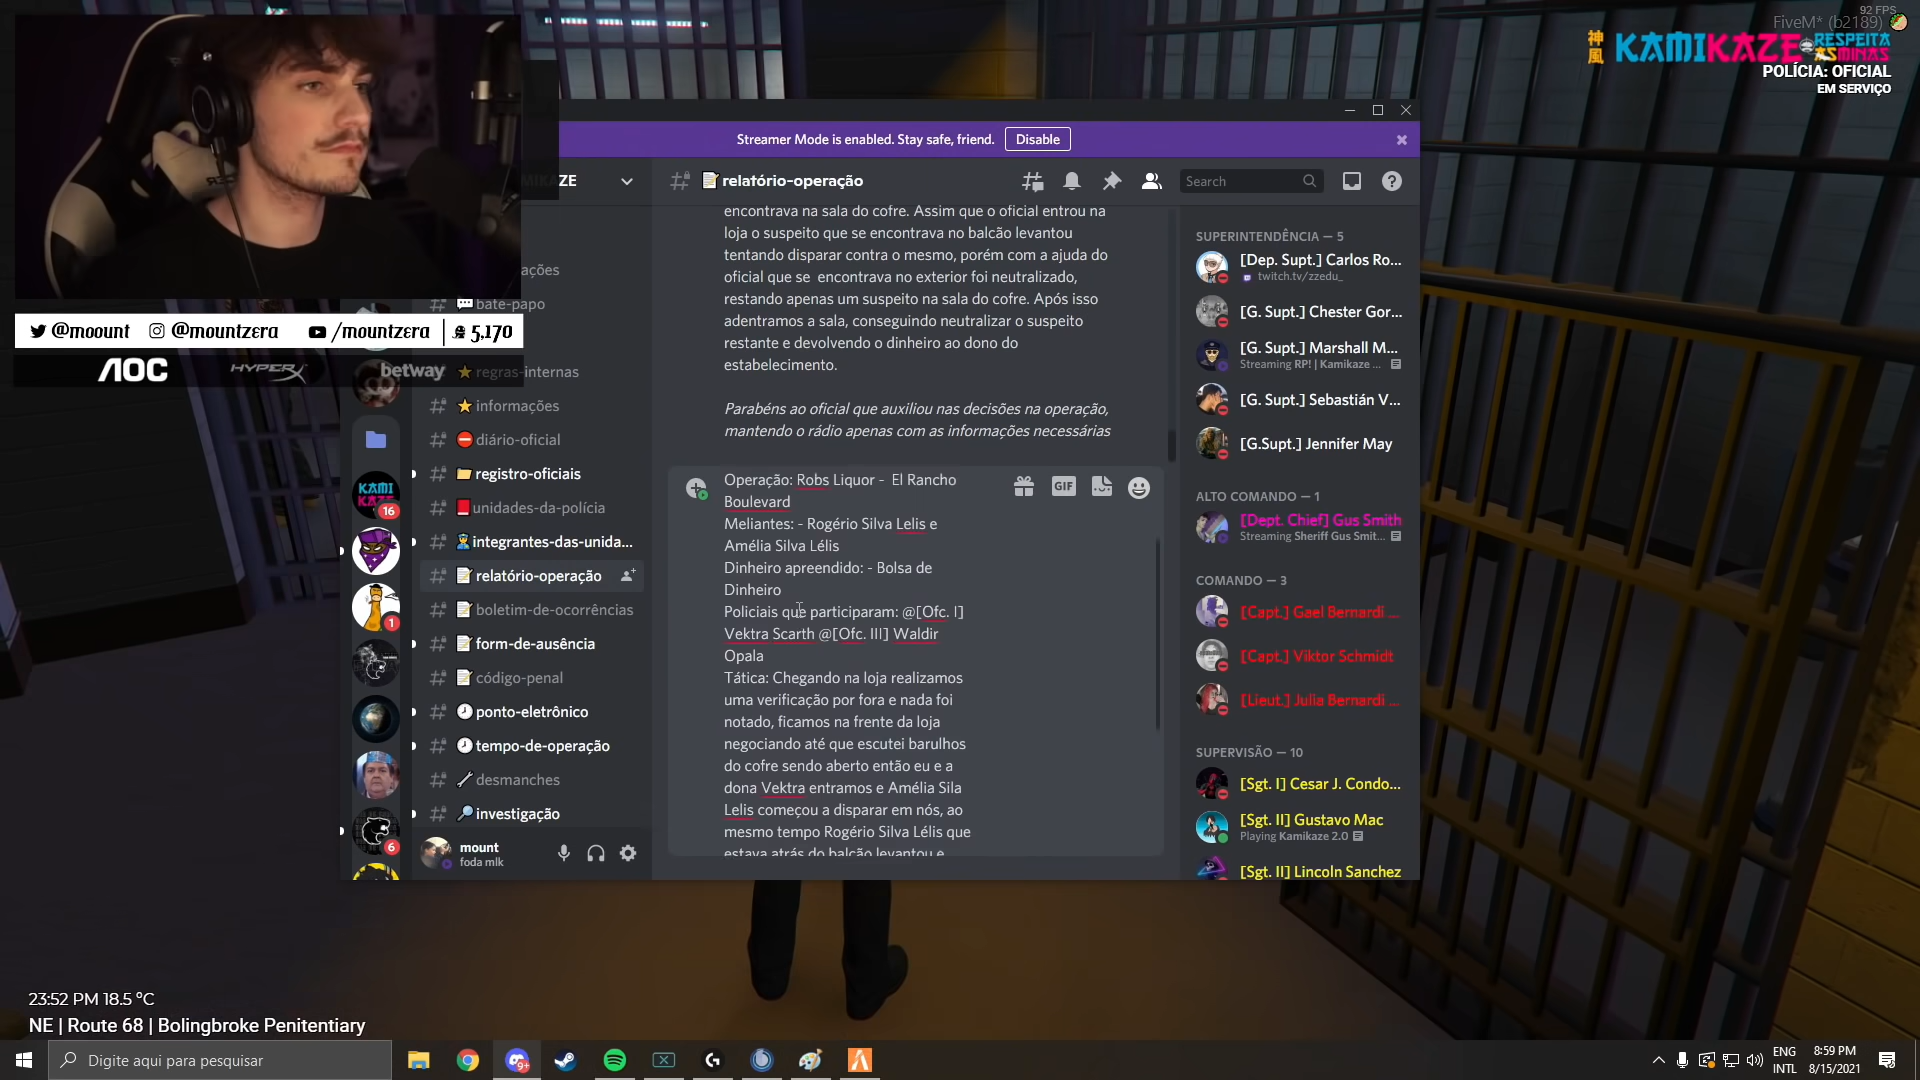 92 FPS
FiveM* (b2189)
神風 KAMIKAZE RESPEITA AS MINAS
POLÍCIA: OFICIAL
EM SERVIÇO
Streamer Mode is enabled. Stay safe, friend. Disable
relatório-operação
Search
bate-papo
regras-internas
informações
diário-oficial
registro-oficiais
unidades-da-polícia
integrantes-das-unida...
relatório-operação
boletim-de-ocorrências
form-de-ausência
código-penal
ponto-eletrônico
tempo-de-operação
desmanches
investigação
@moount @mountzera /mountzera 5,170
AOC HYPERX betway
KAMI KAZE
16
1
6
mount
foda mlk
encontrava na sala do cofre. Assim que o oficial entrou na
loja o suspeito que se encontrava no balcão levantou
tentando disparar contra o mesmo, porém com a ajuda do
oficial que se  encontrava no exterior foi neutralizado,
restando apenas um suspeito na sala do cofre. Após isso
adentramos a sala, conseguindo neutralizar o suspeito
restante e devolvendo o dinheiro ao dono do
estabelecimento.
Parabéns ao oficial que auxiliou nas decisões na operação,
mantendo o rádio apenas com as informações necessárias
Operação: Robs Liquor -  El Rancho
Boulevard
Meliantes: - Rogério Silva Lelis e
Amélia Silva Lélis
Dinheiro apreendido: - Bolsa de
Dinheiro
Policiais que participaram: @[Ofc. I]
Vektra Scarth @[Ofc. III] Waldir
Opala
Tática: Chegando na loja realizamos
uma verificação por fora e nada foi
notado, ficamos na frente da loja
negociando até que escutei barulhos
do cofre sendo aberto então eu e a
dona Vektra entramos e Amélia Sila
Lelis começou a disparar em nós, ao
mesmo tempo Rogério Silva Lélis que
estava atrás do balcão levantou e
GIF
SUPERINTENDÊNCIA — 5
[Dep. Supt.] Carlos Ro...
twitch.tv/zzedu_
[G. Supt.] Chester Gor...
[G. Supt.] Marshall M...
Streaming RP! | Kamikaze ...
[G. Supt.] Sebastián V...
[G.Supt.] Jennifer May
ALTO COMANDO — 1
[Dept. Chief] Gus Smith
Streaming Sheriff Gus Smit...
COMANDO — 3
[Capt.] Gael Bernardi ...
[Capt.] Viktor Schmidt
[Lieut.] Julia Bernardi ...
SUPERVISÃO — 10
[Sgt. I] Cesar J. Condo...
[Sgt. II] Gustavo Mac
Playing Kamikaze 2.0
[Sgt. II] Lincoln Sanchez
23:52 PM 18.5 °C
NE | Route 68 | Bolingbroke Penitentiary
Digite aqui para pesquisar
9+
ENG
INTL
8:59 PM
8/15/2021